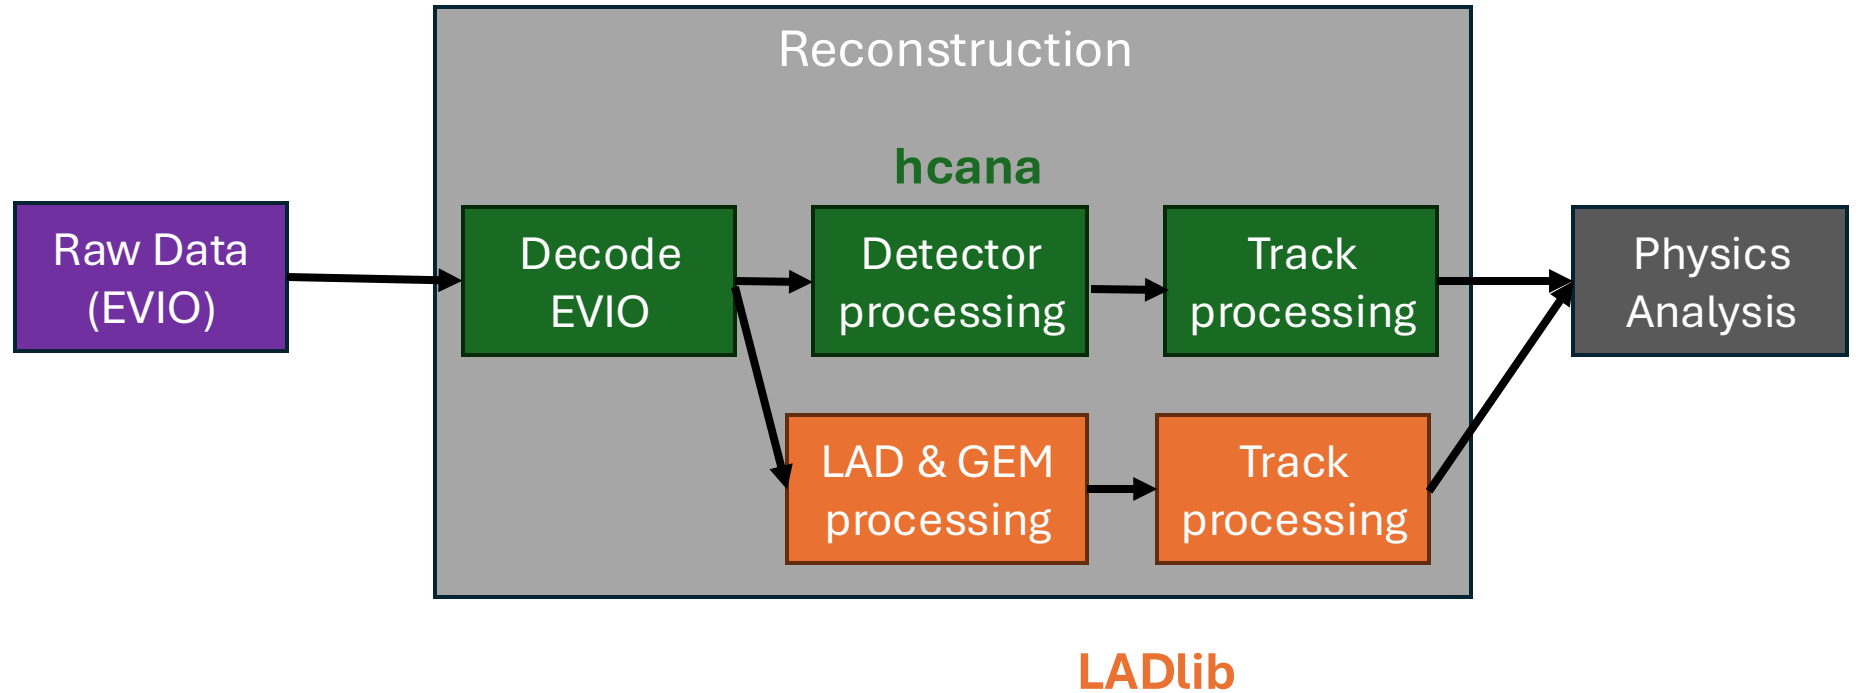 Reconstruction
hcana
Raw Data
(EVIO)
Decode
EVIO
Detector
processing
Track
processing
Physics
Analysis
LAD & GEM
processing
Track
processing
LADlib